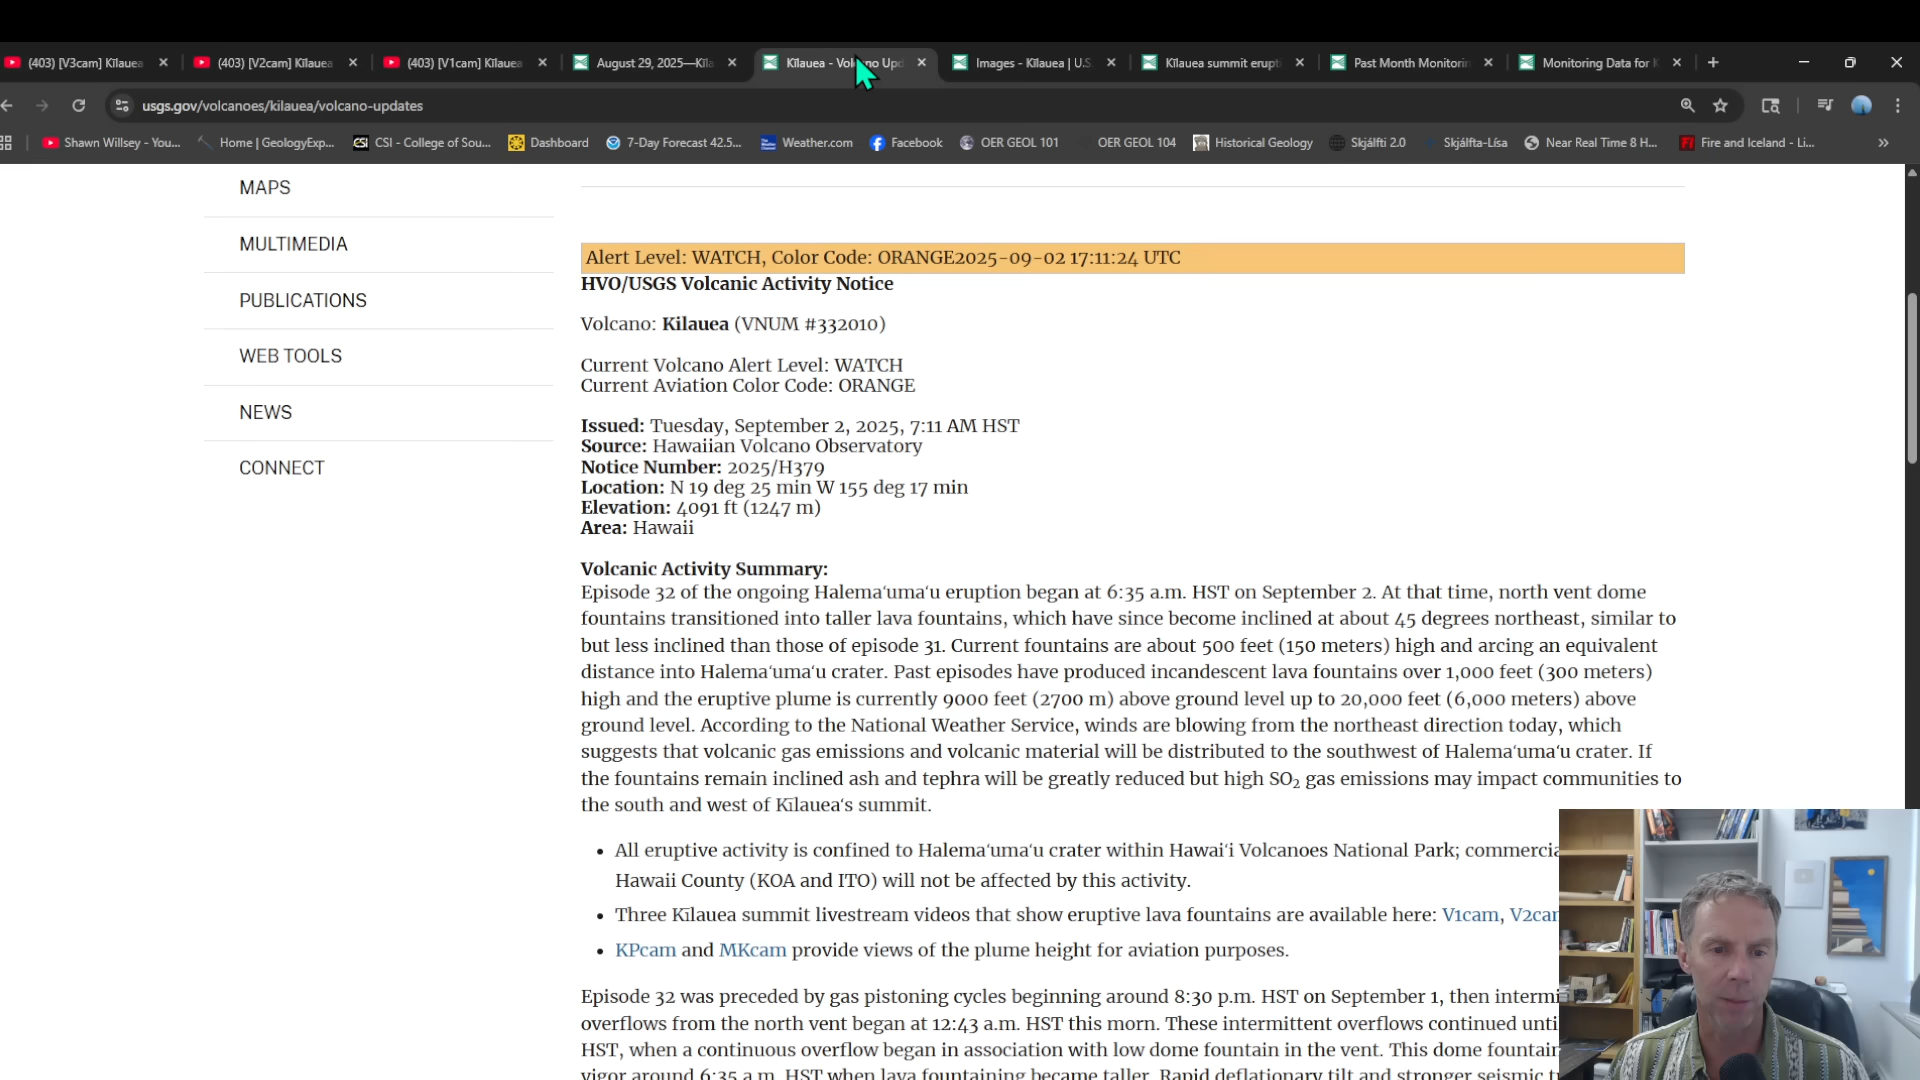 (403) [V3cam] Kīlauea
(403) [V2cam] Kīlauea
(403) [V1cam] Kīlauea
August 29, 2025—Kīla
Kīlauea - Volcano Upd
Images - Kīlauea | U.S.
Kīlauea summit erupti
Past Month Monitorin
Monitoring Data for K
usgs.gov/volcanoes/kilauea/volcano-updates
Shawn Willsey - You...
Home | GeologyExp...
CSI - College of Sou...
Dashboard
7-Day Forecast 42.5...
Weather.com
Facebook
OER GEOL 101
OER GEOL 104
Historical Geology
Skjálfti 2.0
Skjálfta-Lísa
Near Real Time 8 H...
Fire and Iceland - Li...
MAPS
MULTIMEDIA
PUBLICATIONS
WEB TOOLS
NEWS
CONNECT
Alert Level: WATCH, Color Code: ORANGE2025-09-02 17:11:24 UTC
HVO/USGS Volcanic Activity Notice
Volcano: Kilauea (VNUM #332010)
Current Volcano Alert Level: WATCH
Current Aviation Color Code: ORANGE
Issued: Tuesday, September 2, 2025, 7:11 AM HST
Source: Hawaiian Volcano Observatory
Notice Number: 2025/H379
Location: N 19 deg 25 min W 155 deg 17 min
Elevation: 4091 ft (1247 m)
Area: Hawaii
Volcanic Activity Summary:
Episode 32 of the ongoing Halemaʻumaʻu eruption began at 6:35 a.m. HST on September 2. At that time, north vent dome
fountains transitioned into taller lava fountains, which have since become inclined at about 45 degrees northeast, similar to
but less inclined than those of episode 31. Current fountains are about 500 feet (150 meters) high and arcing an equivalent
distance into Halemaʻumaʻu crater. Past episodes have produced incandescent lava fountains over 1,000 feet (300 meters)
high and the eruptive plume is currently 9000 feet (2700 m) above ground level up to 20,000 feet (6,000 meters) above
ground level. According to the National Weather Service, winds are blowing from the northeast direction today, which
suggests that volcanic gas emissions and volcanic material will be distributed to the southwest of Halemaʻumaʻu crater. If
the fountains remain inclined ash and tephra will be greatly reduced but high SO₂ gas emissions may impact communities to
the south and west of Kīlauea's summit.
• All eruptive activity is confined to Halemaʻumaʻu crater within Hawaiʻi Volcanoes National Park; commercia
Hawaii County (KOA and ITO) will not be affected by this activity.
• Three Kīlauea summit livestream videos that show eruptive lava fountains are available here: V1cam, V2cam
• KPcam and MKcam provide views of the plume height for aviation purposes.
Episode 32 was preceded by gas pistoning cycles beginning around 8:30 p.m. HST on September 1, then intermi
overflows from the north vent began at 12:43 a.m. HST this morn. These intermittent overflows continued unti
HST, when a continuous overflow began in association with low dome fountain in the vent. This dome fountain
vigor around 6:35 a.m. HST when lava fountaining became taller. Rapid deflationary tilt and stronger seismic t